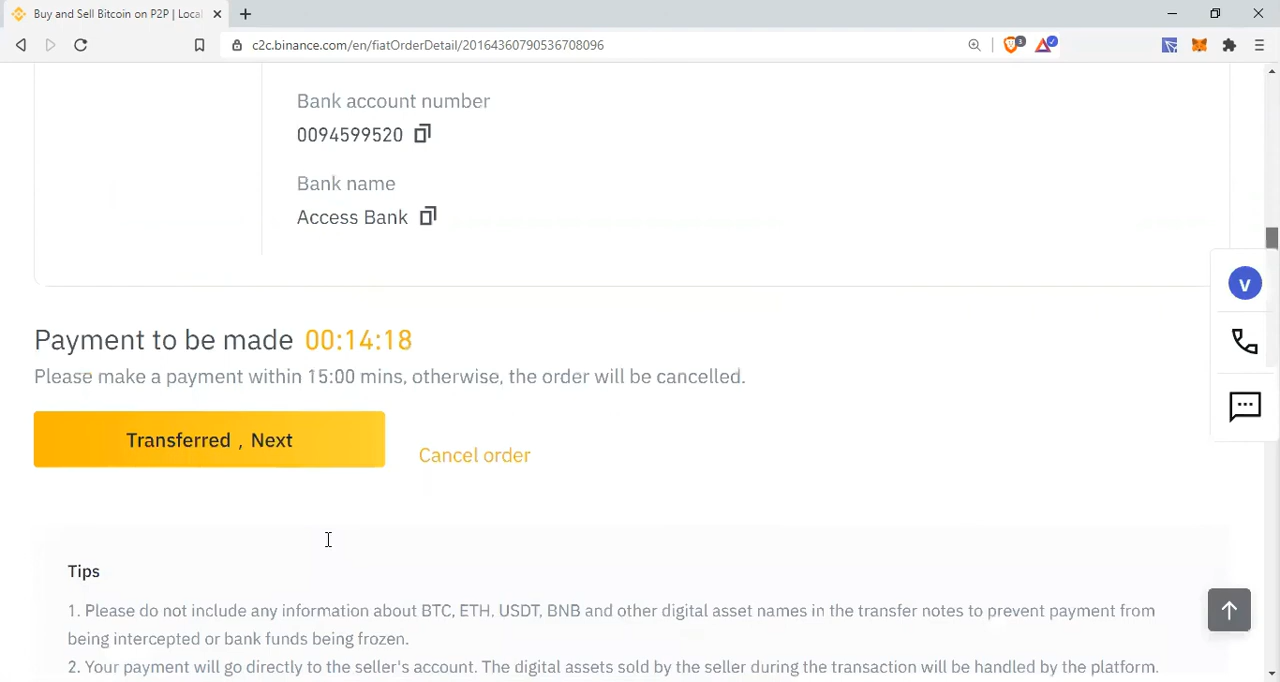 Buy and Sell Bitcoin on P2P | Local
c2c.binance.com/en/fiatOrderDetail/20164360790536708096
3
Bank account number
0094599520
Bank name
Access Bank
V
Payment to be made 00:14:18
Please make a payment within 15:00 mins, otherwise, the order will be cancelled.
Transferred , Next
Cancel order
Tips
1. Please do not include any information about BTC, ETH, USDT, BNB and other digital asset names in the transfer notes to prevent payment from
being intercepted or bank funds being frozen.
2. Your payment will go directly to the seller's account. The digital assets sold by the seller during the transaction will be handled by the platform.